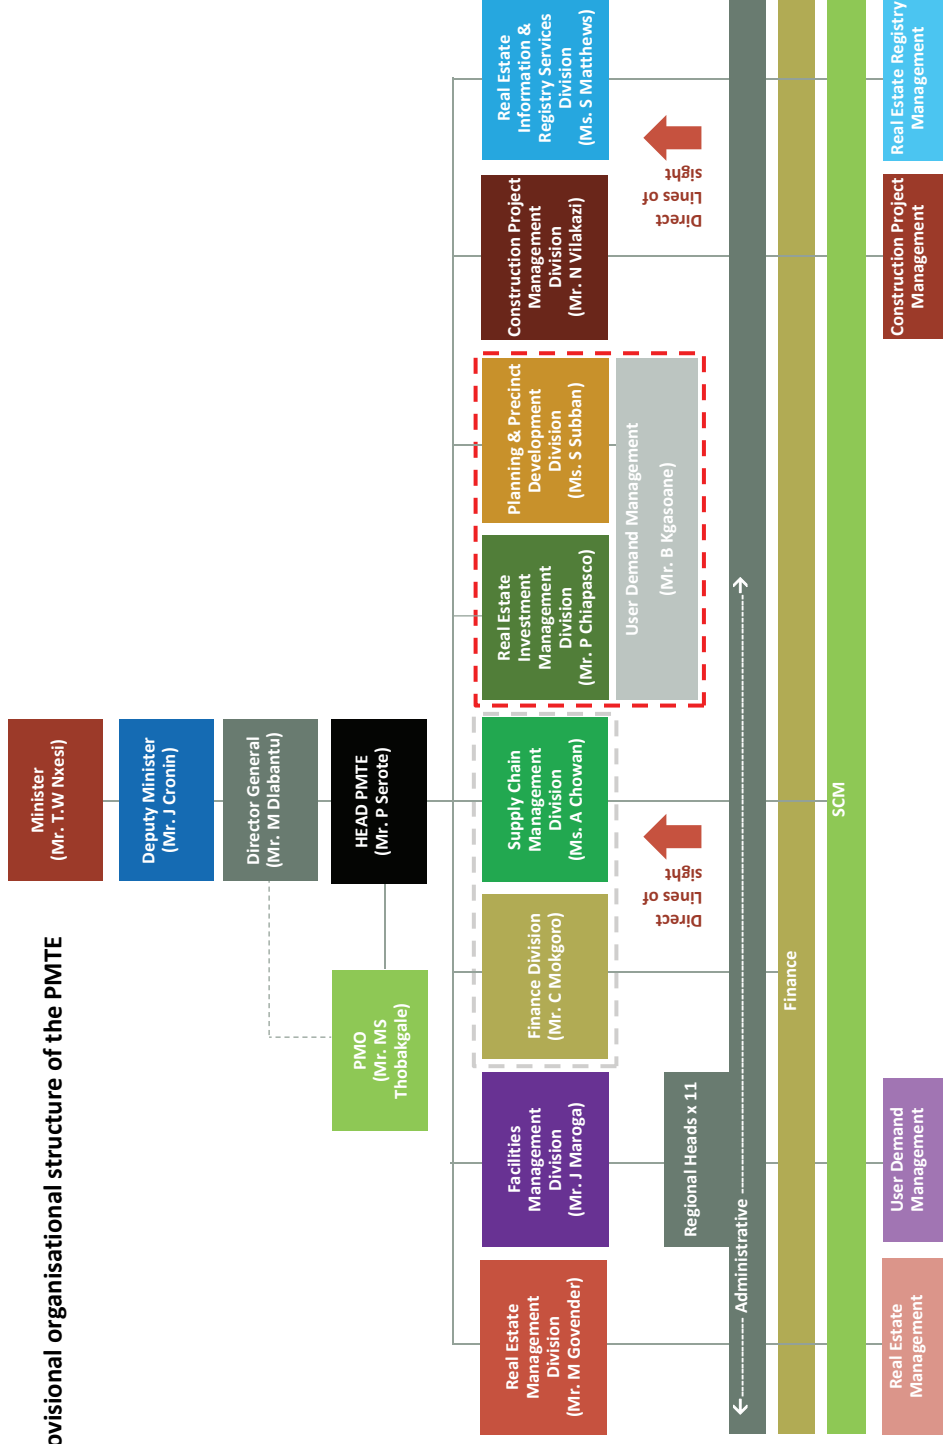 ovisional organisational structure of the PMTE
Minister
(Mr. T.W Nxesi)
Deputy Minister
(Mr. J Cronin)
Director General
(Mr. M Dlabantu)
HEAD PMTE
(Mr. P Serote)
PMO
(Mr. MS
Thobakgale)
Real Estate
Management
Division
(Mr. M Govender)
Facilities
Management
Division
(Mr. J Maroga)
Finance Division
(Mr. C Mokgoro)
Supply Chain
Management
Division
(Ms. A Chowan)
Real Estate
Investment
Management
Division
(Mr. P Chiapasco)
Planning & Precinct
Development
Division
(Ms. S Subban)
Construction Project
Management
Division
(Mr. N Vilakazi)
Real Estate
Information &
Registry Services
Division
(Ms. S Matthews)
User Demand Management
(Mr. B Kgasoane)
Direct
Lines of
sight
Direct
Lines of
sight
Regional Heads x 11
Administrative
Finance
SCM
Real Estate
Management
User Demand
Management
Construction Project
Management
Real Estate Registry
Management